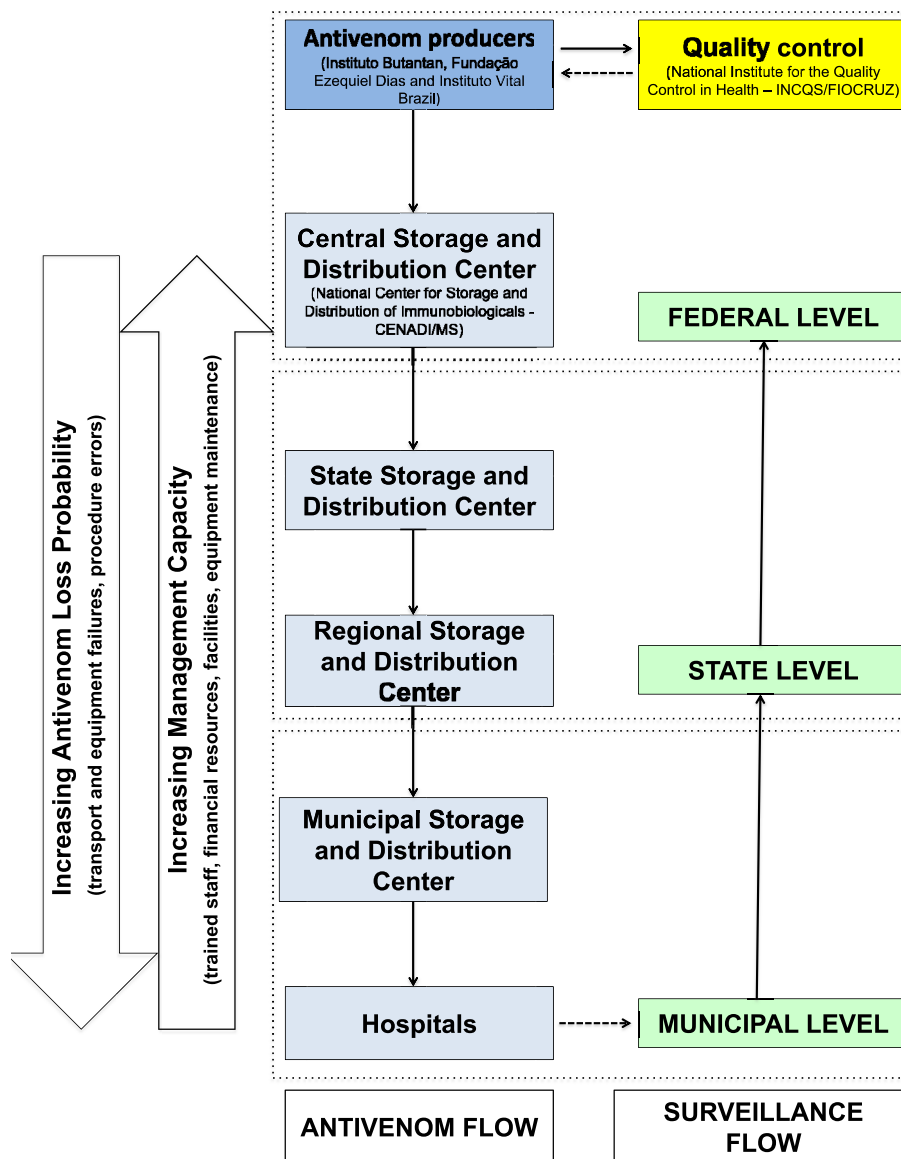 Antivenom producers
(Instituto Butantan, Fundação
Ezequiel Dias and Instituto Vital
Brazil)
Quality control
(National Institute for the Quality
Control in Health – INCQS/FIOCRUZ)
Central Storage and
Distribution Center
(National Center for Storage and
Distribution of Immunobiologicals -
CENADI/MS)
FEDERAL LEVEL
Increasing Antivenom Loss Probability
(transport and equipment failures, procedure errors)
Increasing Management Capacity
(trained staff, financial resources, facilities, equipment maintenance)
State Storage and
Distribution Center
Regional Storage
and Distribution
Center
STATE LEVEL
Municipal Storage
and Distribution
Center
Hospitals
MUNICIPAL LEVEL
ANTIVENOM FLOW
SURVEILLANCE
FLOW